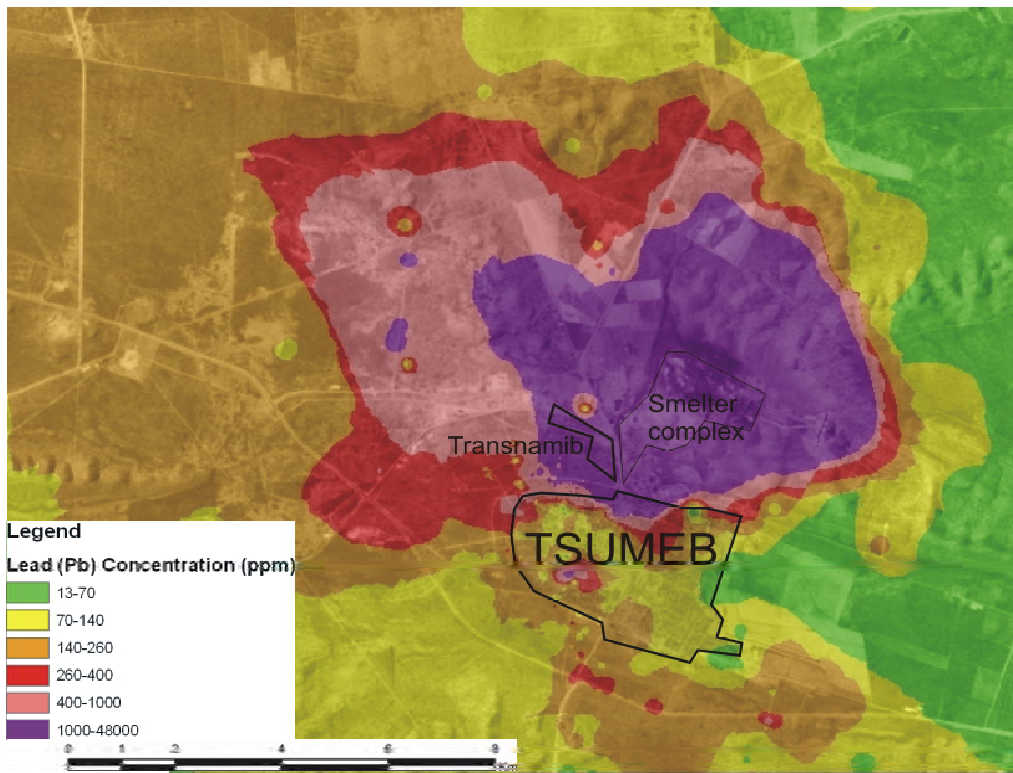 Smelter
complex
Transnamib
TSUMEB
Legend
Lead (Pb) Concentration (ppm)
13-70
70-140
140-260
260-400
400-1000
1000-48000
0 1 2 4 6 8